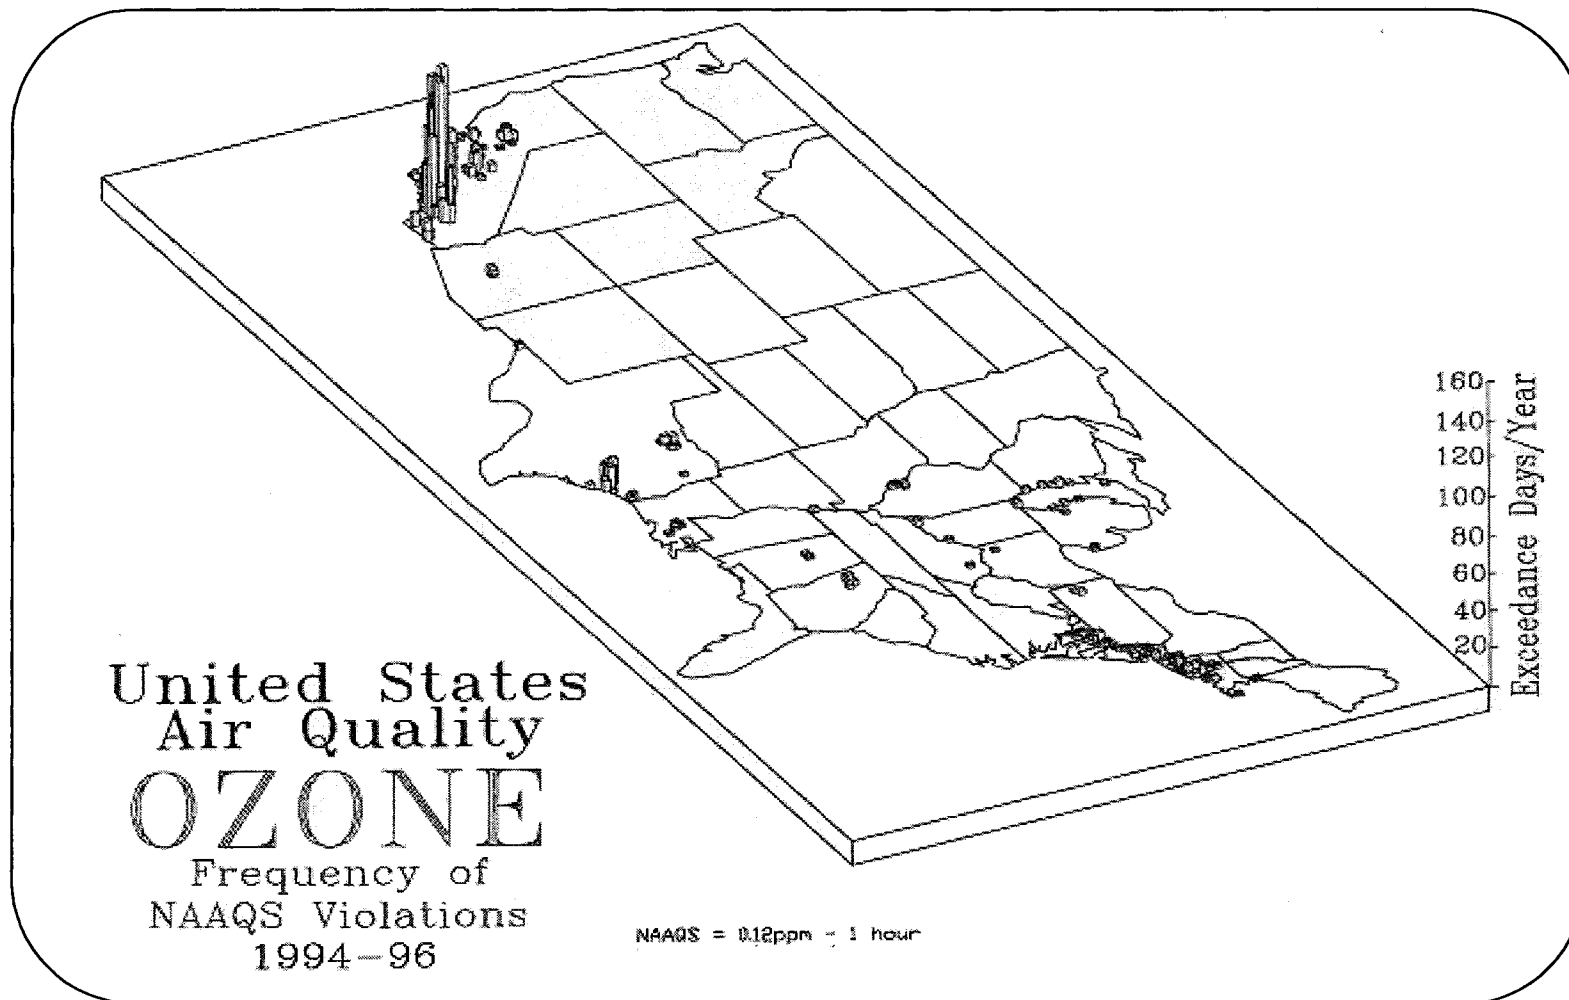 160
140
120
100
80
60
40
20
Exceedance Days/Year
United States
Air Quality
OZONE
Frequency of
NAAQS Violations
1994-96
NAAQS = 0.12ppm - 1 hour